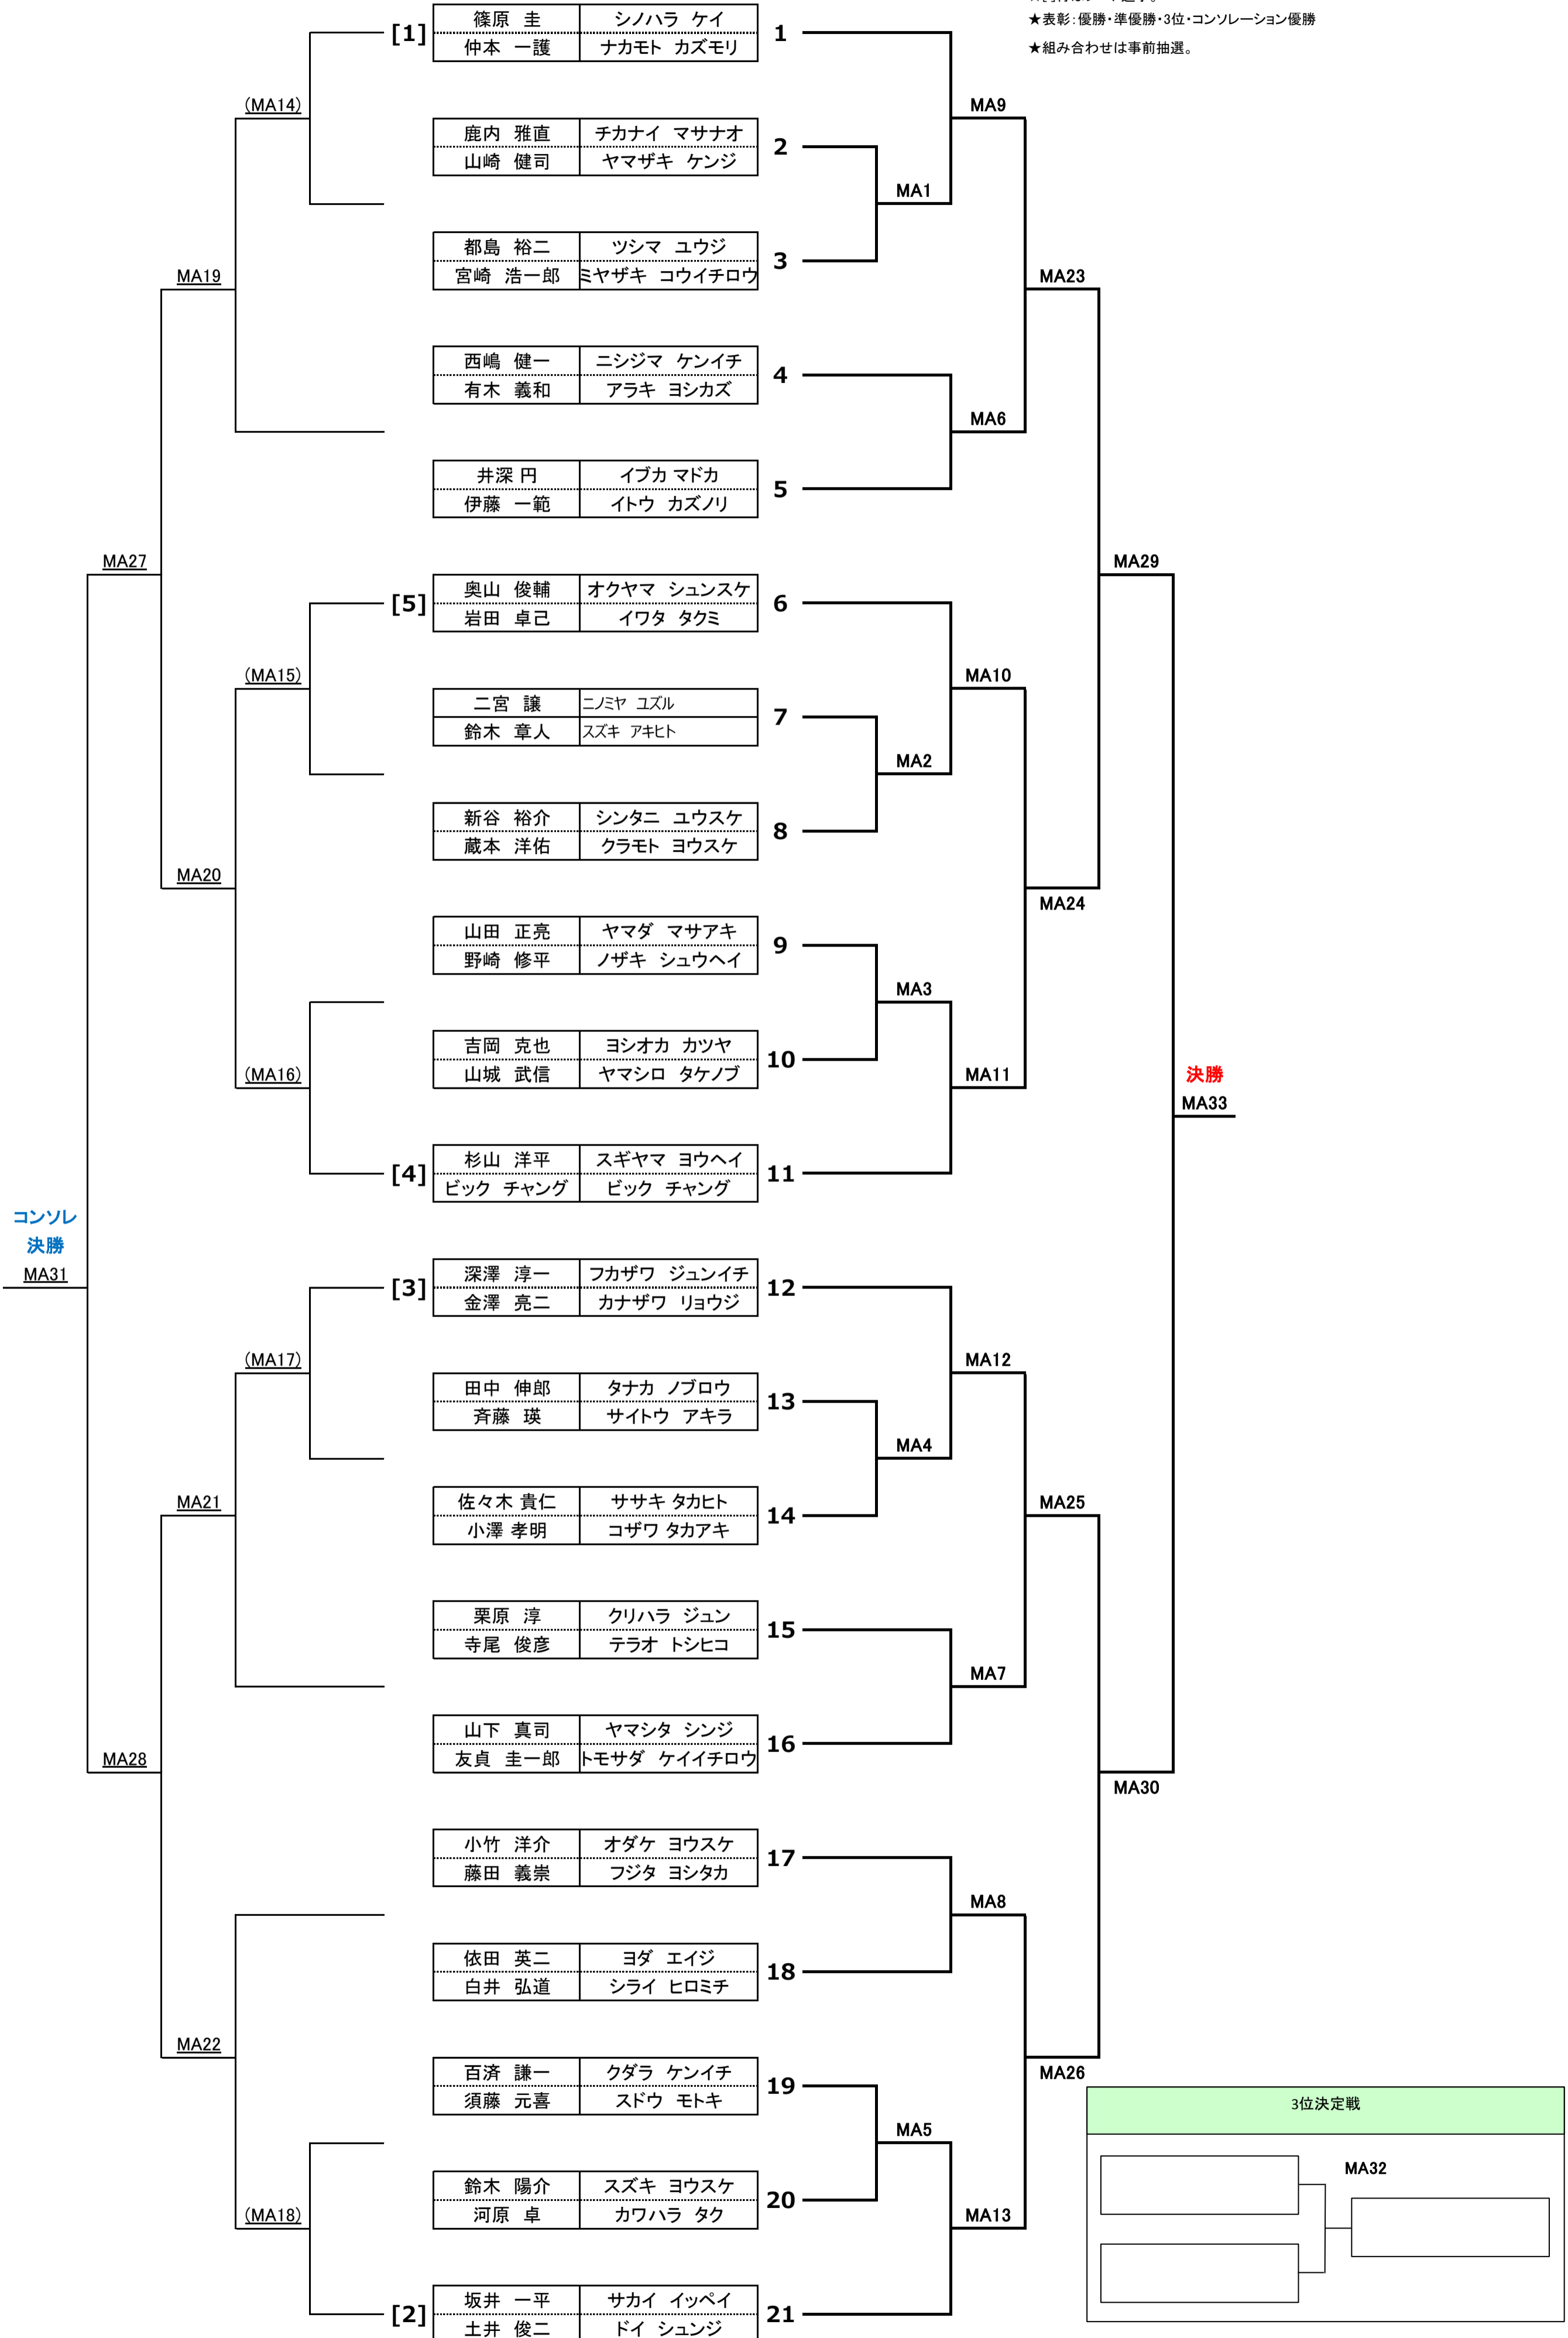 ★表彰:優勝・準優勝・3位・コンソレーション優勝
★組み合わせは事前抽選。
[1] 篠原 圭 シノハラ ケイ 1
仲本 一護 ナカモト カズモリ
(MA14) MA9
鹿内 雅直 チカナイ マサナオ 2
山崎 健司 ヤマザキ ケンジ
MA1
都島 裕二 ツシマ ユウジ 3
宮崎 浩一郎 ミヤザキ コウイチロウ
MA19 MA23
西嶋 健一 ニシジマ ケンイチ 4
有木 義和 アラキ ヨシカズ
MA6
井深 円 イブカ マドカ 5
伊藤 一範 イトウ カズノリ
MA27 MA29
[5] 奥山 俊輔 オクヤマ シュンスケ 6
岩田 卓己 イワタ タクミ
(MA15) MA10
二宮 譲 ニノミヤ ユズル 7
鈴木 章人 スズキ アキヒト
MA2
新谷 裕介 シンタニ ユウスケ 8
蔵本 洋佑 クラモト ヨウスケ
MA20 MA24
山田 正亮 ヤマダ マサアキ 9
野崎 修平 ノザキ シュウヘイ
MA3
吉岡 克也 ヨシオカ カツヤ 10
山城 武信 ヤマシロ タケノブ
(MA16) MA11
決勝
MA33
[4] 杉山 洋平 スギヤマ ヨウヘイ 11
ビック チャング ビック チャング
コンソレ
決勝
MA31
[3] 深澤 淳一 フカザワ ジュンイチ 12
金澤 亮二 カナザワ リョウジ
(MA17) MA12
田中 伸郎 タナカ ノブロウ 13
斉藤 瑛 サイトウ アキラ
MA4
佐々木 貴仁 ササキ タカヒト 14
小澤 孝明 コザワ タカアキ
MA21 MA25
栗原 淳 クリハラ ジュン 15
寺尾 俊彦 テラオ トシヒコ
MA7
山下 真司 ヤマシタ シンジ 16
友貞 圭一郎 トモサダ ケイイチロウ
MA28 MA30
小竹 洋介 オダケ ヨウスケ 17
藤田 義崇 フジタ ヨシタカ
MA8
依田 英二 ヨダ エイジ 18
白井 弘道 シライ ヒロミチ
MA22 MA26
百済 謙一 クダラ ケンイチ 19
須藤 元喜 スドウ モトキ
3位決定戦
MA5
MA32
鈴木 陽介 スズキ ヨウスケ 20
河原 卓 カワハラ タク
(MA18) MA13
[2] 坂井 一平 サカイ イッペイ 21
土井 俊二 ドイ シュンジ